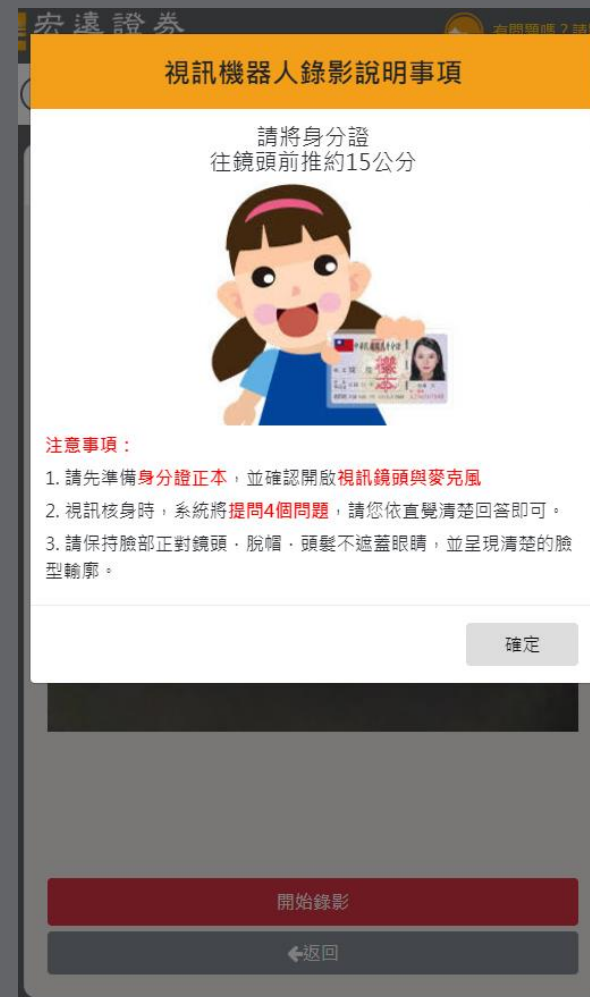 宏遠證券
有問題嗎？請
視訊機器人錄影說明事項
請將身分證
往鏡頭前推約15公分
樣本
注意事項：
1. 請先準備身分證正本，並確認開啟視訊鏡頭與麥克風
2. 視訊核身時，系統將提問4個問題，請您依直覺清楚回答即可。
3. 請保持臉部正對鏡頭．脫帽．頭髮不遮蓋眼睛，並呈現清楚的臉
型輪廓。
確定
開始錄影
返回